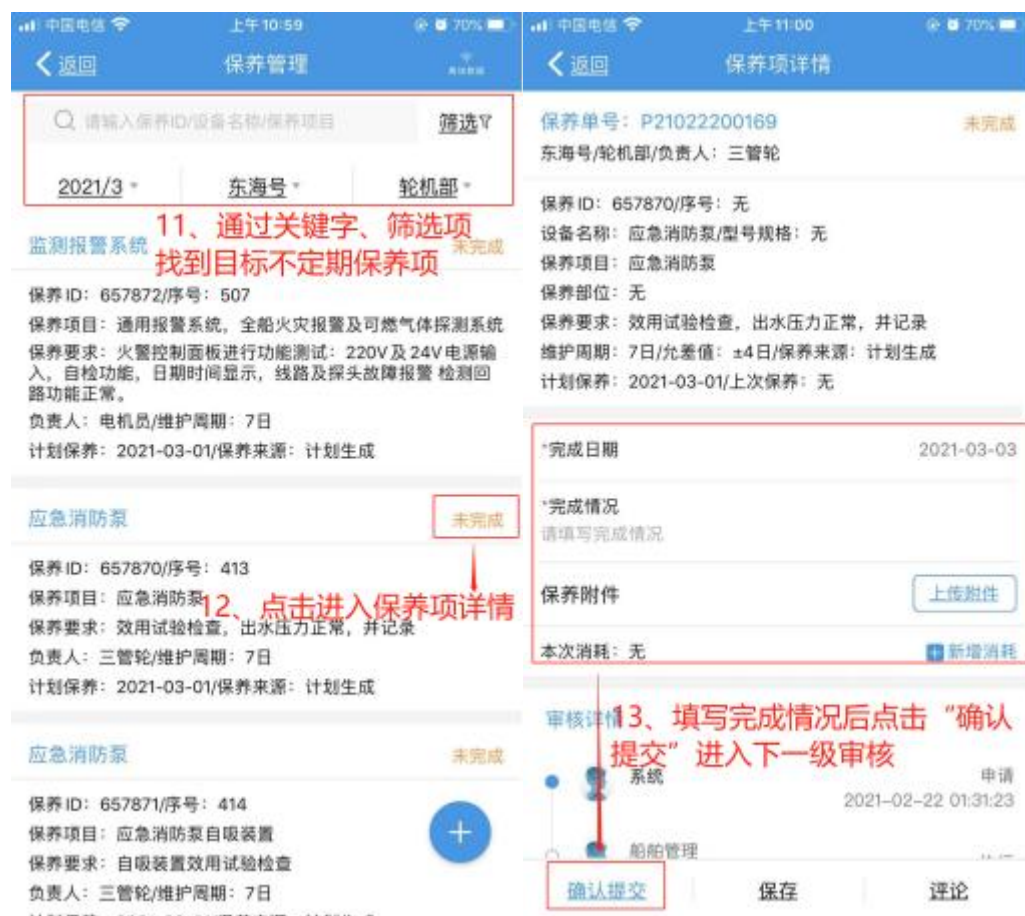 中国电信 上午10:59 70%
返回 保养管理
请输入保养ID/设备名称/保养项目 筛选
2021/3 东海号 轮机部
11、通过关键字、筛选项
找到目标不定期保养项
监测报警系统 未完成
保养ID：657872/序号：507
保养项目：通用报警系统，全船火灾报警及可燃气体探测系统
保养要求：火警控制面板进行功能测试：220V及24V电源输
入，自检功能，日期时间显示，线路及探头故障报警 检测回
路功能正常。
负责人：电机员/维护周期：7日
计划保养：2021-03-01/保养来源：计划生成
应急消防泵 未完成
保养ID：657870/序号：413
保养项目：应急消防泵
12、点击进入保养项详情
保养要求：效用试验检查，出水压力正常，并记录
负责人：三管轮/维护周期：7日
计划保养：2021-03-01/保养来源：计划生成
应急消防泵 未完成
保养ID：657871/序号：414
保养项目：应急消防泵自吸装置
保养要求：自吸装置效用试验检查
负责人：三管轮/维护周期：7日
中国电信 上午11:00 70%
返回 保养项详情
保养单号：P21022200169 未完成
东海号/轮机部/负责人：三管轮
保养ID：657870/序号：无
设备名称：应急消防泵/型号规格：无
保养项目：应急消防泵
保养部位：无
保养要求：效用试验检查，出水压力正常，并记录
维护周期：7日/允差值：±4日/保养来源：计划生成
计划保养：2021-03-01/上次保养：无
*完成日期 2021-03-03
*完成情况
请填写完成情况
保养附件 上传附件
本次消耗：无 新增消耗
审核详情
13、填写完成情况后点击“确认
提交”进入下一级审核
系统 申请
2021-02-22 01:31:23
船舶管理
确认提交 保存 评论